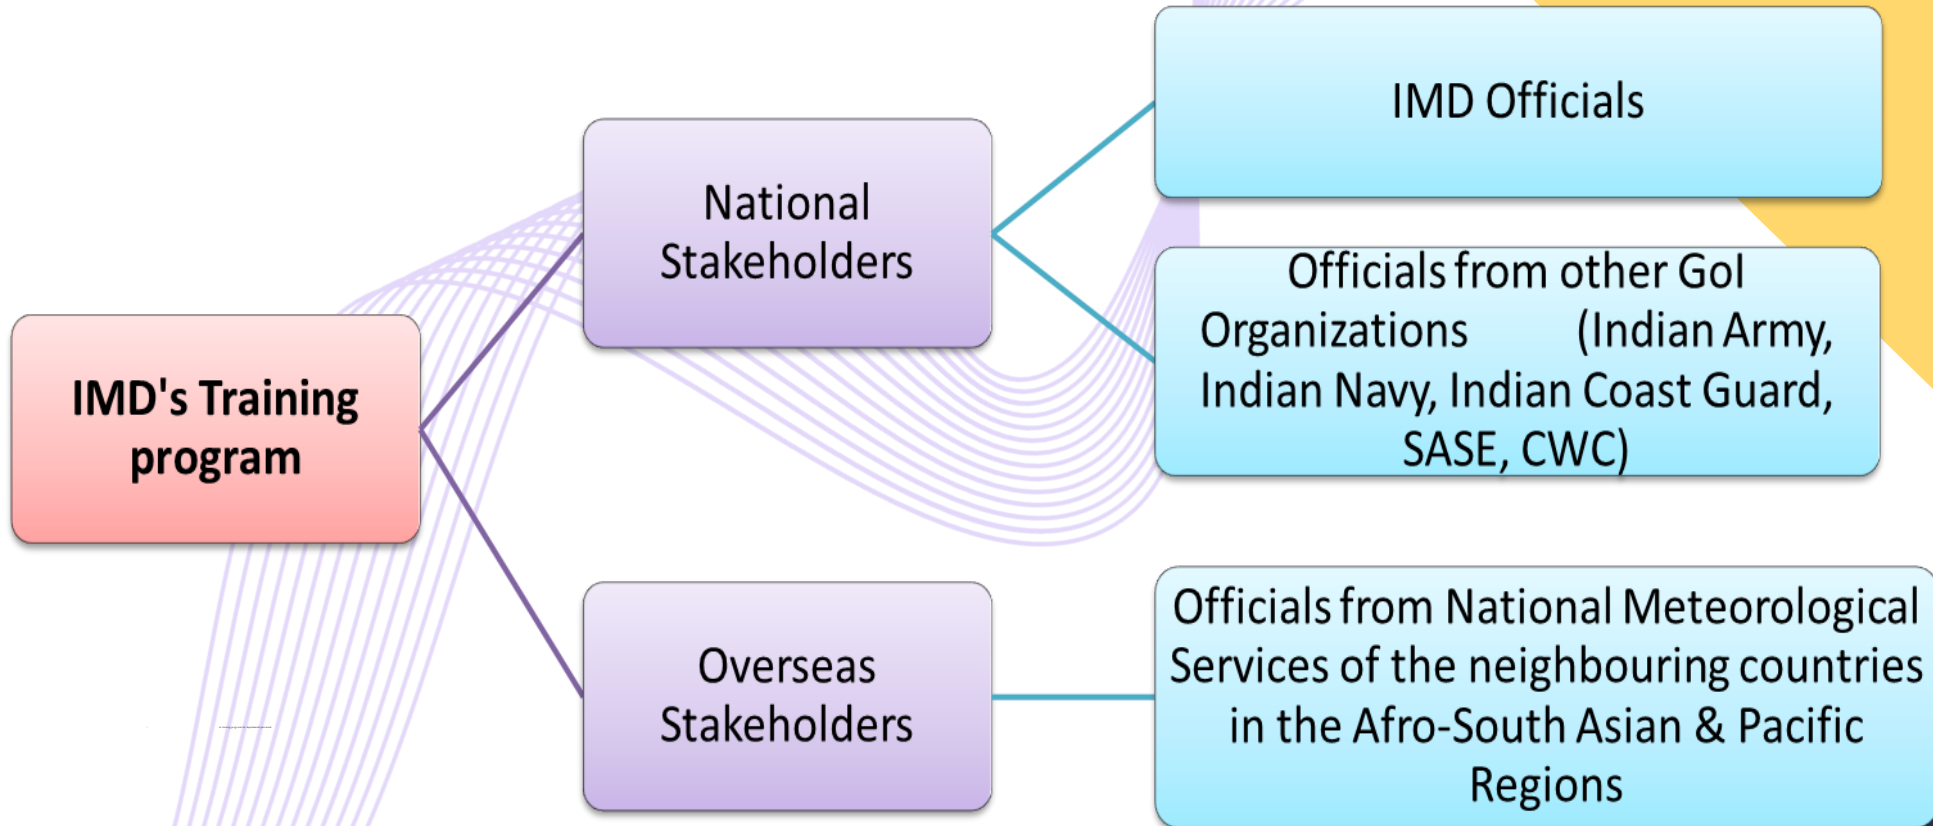 IMD's Training
program
National
Stakeholders
Overseas
Stakeholders
IMD Officials
Officials from other GoI
Organizations (Indian Army,
Indian Navy, Indian Coast Guard,
SASE, CWC)
Officials from National Meteorological
Services of the neighbouring countries
in the Afro-South Asian & Pacific
Regions